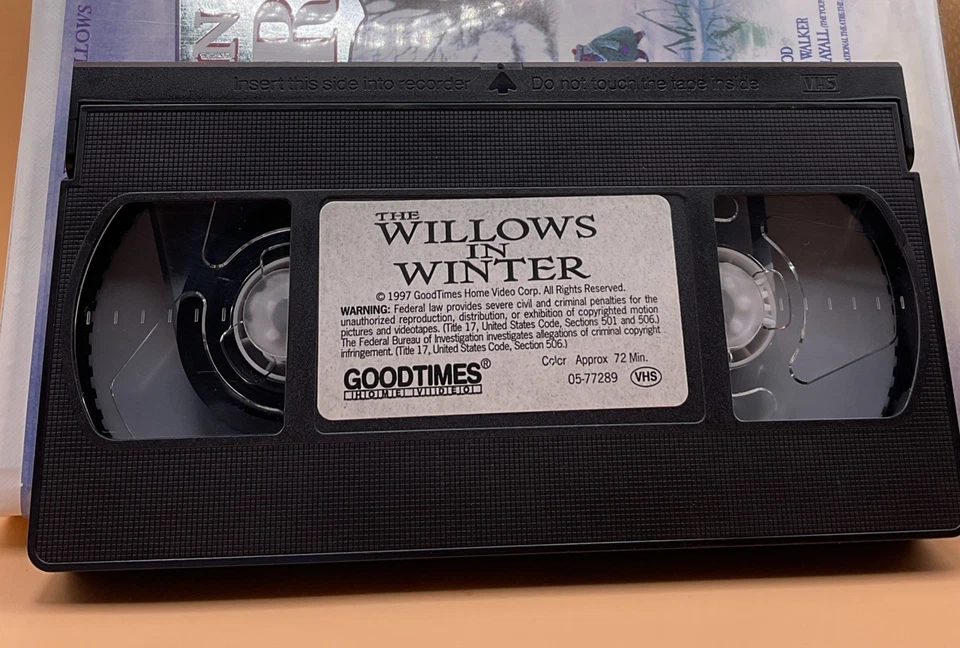 LLOWS
IN
R
OD
WALKER
Insert this side into recorder Do not touch the tape inside VHS
THE
WILLOWS
IN
WINTER
© 1997 GoodTimes Home Video Corp. All Rights Reserved.
WARNING: Federal law provides severe civil and criminal penalties for the
unauthorized reproduction, distribution, or exhibition of copyrighted motion
pictures and videotapes. (Title 17, United States Code, Sections 501 and 506.)
The Federal Bureau of Investigation investigates allegations of criminal copyright
infringement. (Title 17, United States Code, Section 506.)
Color Approx 72 Min.
GOODTIMES®
HOME VIDEO
05-77289 VHS